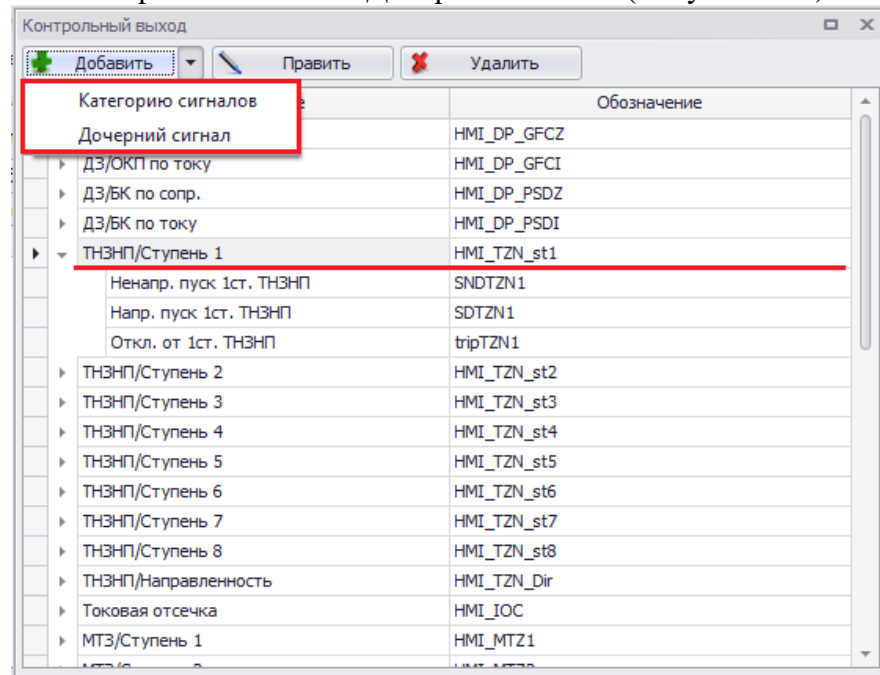 Контрольный выход
Добавить Править Удалить
Категорию сигналов Обозначение
Дочерний сигнал HMI_DP_GFCZ
ДЗ/ОКП по току HMI_DP_GFCI
ДЗ/БК по сопр. HMI_DP_PSDZ
ДЗ/БК по току HMI_DP_PSDI
ТНЗНП/Ступень 1 HMI_TZN_st1
Ненапр. пуск 1ст. ТНЗНП SNDTZN1
Напр. пуск 1ст. ТНЗНП SDTZN1
Откл. от 1ст. ТНЗНП tripTZN1
ТНЗНП/Ступень 2 HMI_TZN_st2
ТНЗНП/Ступень 3 HMI_TZN_st3
ТНЗНП/Ступень 4 HMI_TZN_st4
ТНЗНП/Ступень 5 HMI_TZN_st5
ТНЗНП/Ступень 6 HMI_TZN_st6
ТНЗНП/Ступень 7 HMI_TZN_st7
ТНЗНП/Ступень 8 HMI_TZN_st8
ТНЗНП/Направленность HMI_TZN_Dir
Токовая отсечка HMI_IOC
МТЗ/Ступень 1 HMI_MTZ1